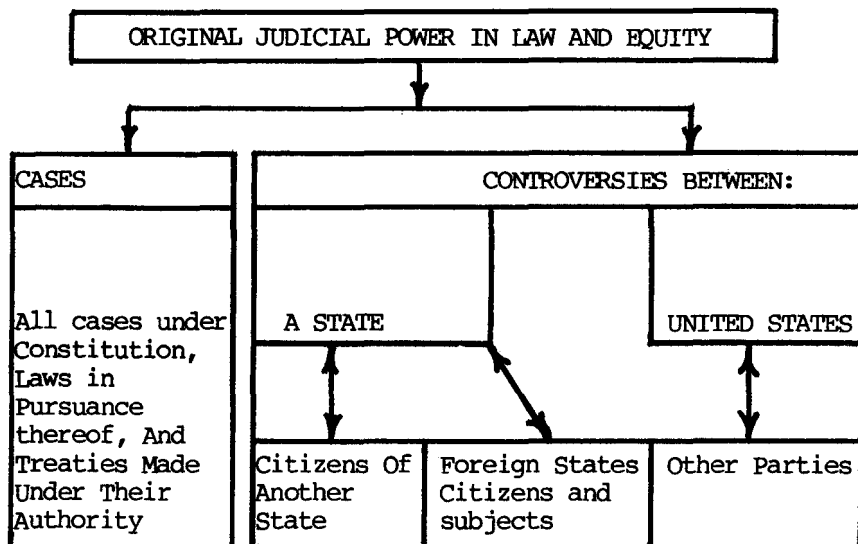 ORIGINAL JUDICIAL POWER IN LAW AND EQUITY
CASES
CONTROVERSIES BETWEEN:
All cases under
Constitution,
Laws in
Pursuance
thereof, And
Treaties Made
Under Their
Authority
A STATE
UNITED STATES
Citizens Of
Another
State
Foreign States
Citizens and
subjects
Other Parties